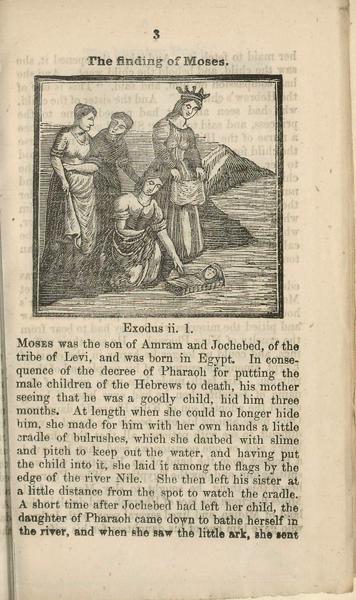 3
The finding of Moses.
Exodus ii. 1.
MOSES was the son of Amram and Jochebed, of the
tribe of Levi, and was born in Egypt. In conse-
quence of the decree of Pharaoh for putting the
male children of the Hebrews to death, his mother
seeing that he was a goodly child, hid him three
months. At length when she could no longer hide
him, she made for him with her own hands a little
cradle of bulrushes, which she daubed with slime
and pitch to keep out the water, and having put
the child into it, she laid it among the flags by the
edge of the river Nile. She then left his sister at
a little distance from the spot to watch the cradle.
A short time after Jochebed had left her child, the
daughter of Pharaoh came down to bathe herself in
the river, and when she saw the little ark, she sent